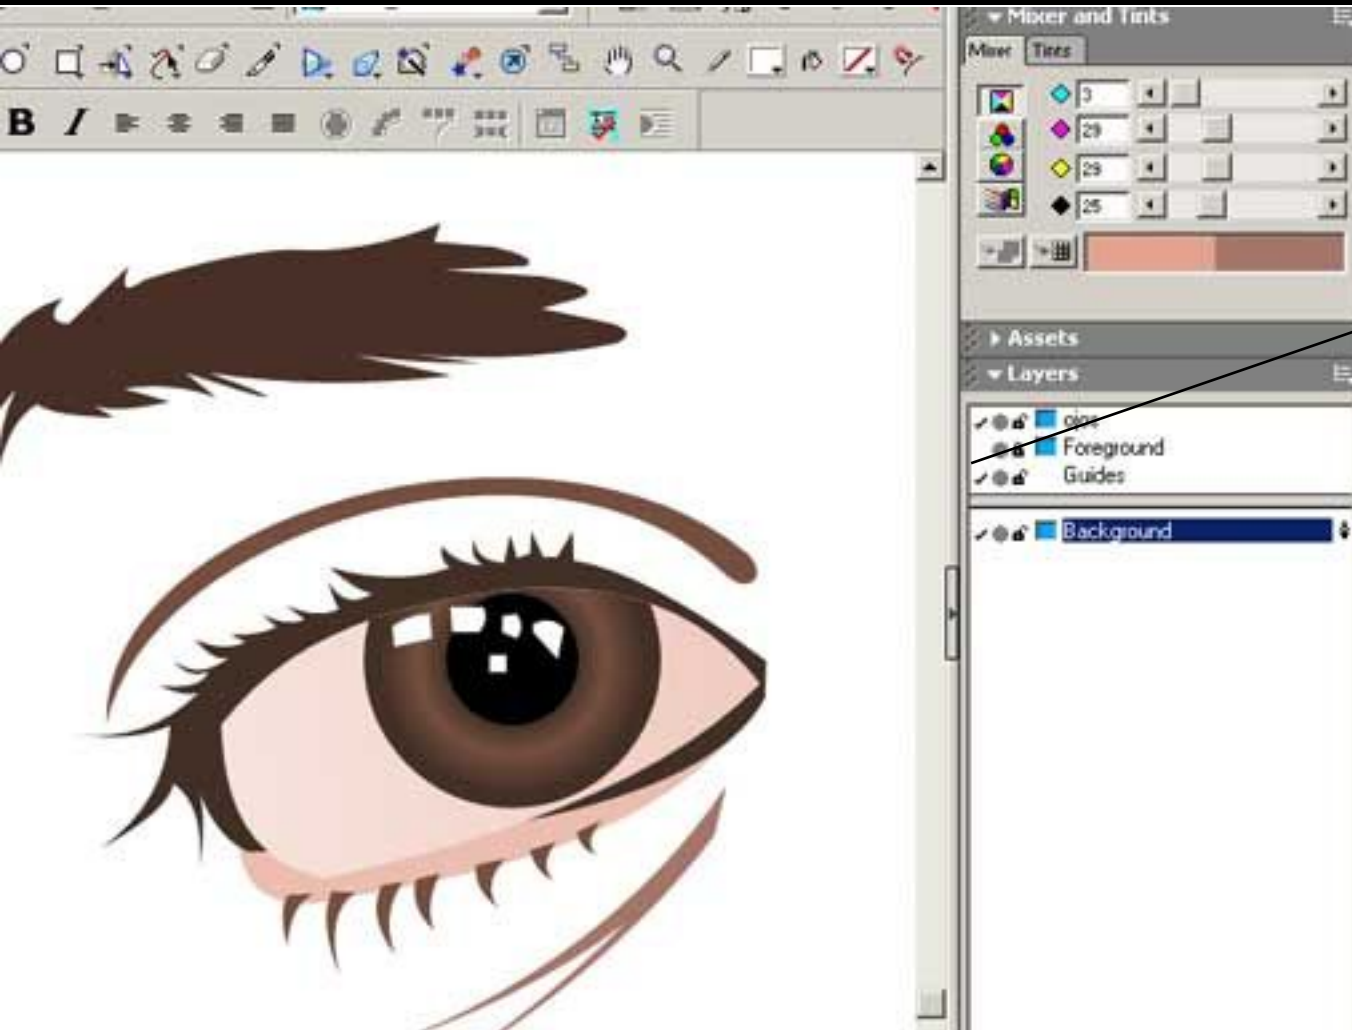 Mixer and Tints
Mixer Tints
3
29
B I
29
25
Assets
Layers
ojos
Foreground
Guides
Background